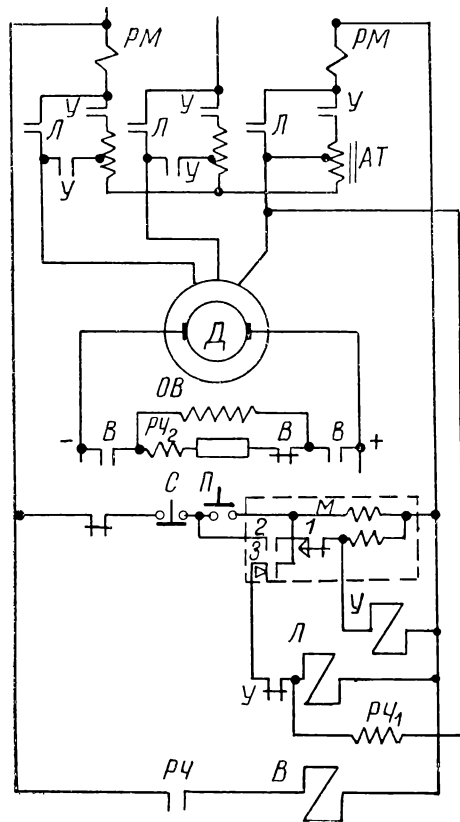 РМ РМ
У У У
Л Л Л АТ
У У
Д
ОВ
- В РЧ₂ В В +
С П М
2 1
3
У
Л
У РЧ₁
РЧ В